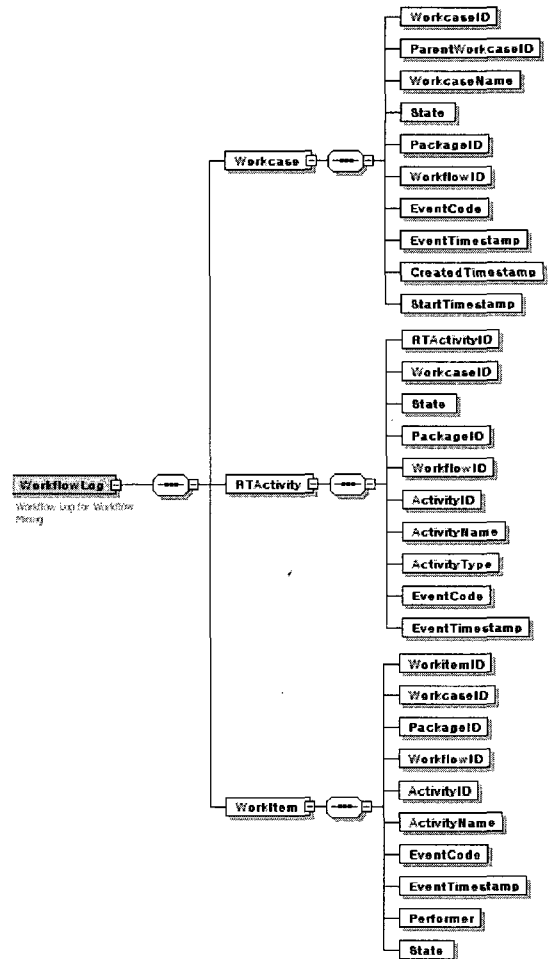 WorkflowLog
Workflow Log for Workflow
Mining
Workcase
WorkcaseID
ParentWorkcaseID
WorkcaseName
State
PackageID
WorkflowID
EventCode
EventTimestamp
CreatedTimestamp
StartTimestamp
RTActivity
RTActivityID
WorkcaseID
State
PackageID
WorkflowID
ActivityID
ActivityName
ActivityType
EventCode
EventTimestamp
WorkItem
WorkitemID
WorkcaseID
PackageID
WorkflowID
ActivityID
ActivityName
EventCode
EventTimestamp
Performer
State